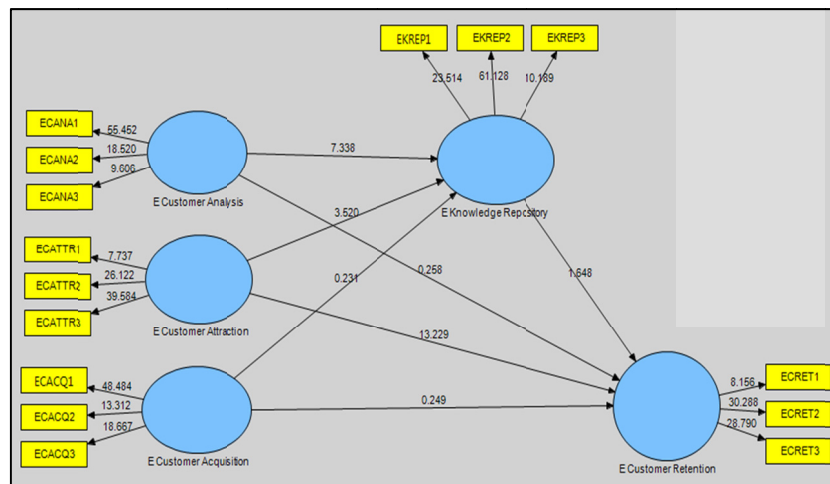 EKREP1
EKREP2
EKREP3
23.514
61.128
10.189
ECANA1
ECANA2
ECANA3
55.452
18.520
9.606
E Customer Analysis
7.338
E Knowledge Repository
3.520
0.231
0.258
1.648
ECATTR1
ECATTR2
ECATTR3
7.737
26.122
39.584
E Customer Attraction
13.229
ECACQ1
ECACQ2
ECACQ3
48.484
13.312
18.667
E Customer Acquisition
0.249
8.156
30.288
28.790
ECRET1
ECRET2
ECRET3
E Customer Retention